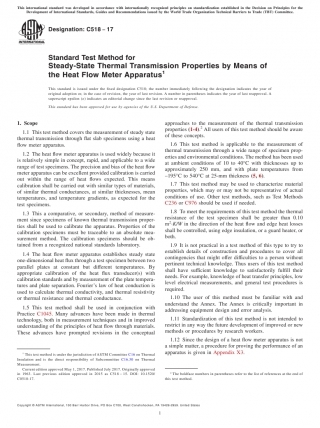 This international standard was developed in accordance with internationally recognized principles on standardization established in the Decision on Principles for the
Development of International Standards, Guides and Recommendations issued by the World Trade Organization Technical Barriers to Trade (TBT) Committee.
Designation: C518 − 17
Standard Test Method for
Steady-State Thermal Transmission Properties by Means of
the Heat Flow Meter Apparatus1
This standard is issued under the fixed designation C518; the number immediately following the designation indicates the year of
original adoption or, in the case of revision, the year of last revision. A number in parentheses indicates the year of last reapproval. A
superscript epsilon (ε) indicates an editorial change since the last revision or reapproval.
This standard has been approved for use by agencies of the U.S. Department of Defense.
1. Scope
1.1 This test method covers the measurement of steady state
thermal transmission through flat slab specimens using a heat
flow meter apparatus.
1.2 The heat flow meter apparatus is used widely because it
is relatively simple in concept, rapid, and applicable to a wide
range of test specimens. The precision and bias of the heat flow
meter apparatus can be excellent provided calibration is carried
out within the range of heat flows expected. This means
calibration shall be carried out with similar types of materials,
of similar thermal conductances, at similar thicknesses, mean
temperatures, and temperature gradients, as expected for the
test specimens.
1.3 This a comparative, or secondary, method of measure-
ment since specimens of known thermal transmission proper-
ties shall be used to calibrate the apparatus. Properties of the
calibration specimens must be traceable to an absolute mea-
surement method. The calibration specimens should be ob-
tained from a recognized national standards laboratory.
1.4 The heat flow meter apparatus establishes steady state
one-dimensional heat flux through a test specimen between two
parallel plates at constant but different temperatures. By
appropriate calibration of the heat flux transducer(s) with
calibration standards and by measurement of the plate tempera-
tures and plate separation. Fourier's law of heat conduction is
used to calculate thermal conductivity, and thermal resistivity
or thermal resistance and thermal conductance.
1.5 This test method shall be used in conjunction with
Practice C1045. Many advances have been made in thermal
technology, both in measurement techniques and in improved
understanding of the principles of heat flow through materials.
These advances have prompted revisions in the conceptual
approaches to the measurement of the thermal transmission
properties (1-4).2 All users of this test method should be aware
of these concepts.
1.6 This test method is applicable to the measurement of
thermal transmission through a wide range of specimen prop-
erties and environmental conditions. The method has been used
at ambient conditions of 10 to 40°C with thicknesses up to
approximately 250 mm, and with plate temperatures from
–195°C to 540°C at 25-mm thickness (5, 6).
1.7 This test method may be used to characterize material
properties, which may or may not be representative of actual
conditions of use. Other test methods, such as Test Methods
C236 or C976 should be used if needed.
1.8 To meet the requirements of this test method the thermal
resistance of the test specimen shall be greater than 0.10
m2·K/W in the direction of the heat flow and edge heat losses
shall be controlled, using edge insulation, or a guard heater, or
both.
1.9 It is not practical in a test method of this type to try to
establish details of construction and procedures to cover all
contingencies that might offer difficulties to a person without
pertinent technical knowledge. Thus users of this test method
shall have sufficient knowledge to satisfactorily fulfill their
needs. For example, knowledge of heat transfer principles, low
level electrical measurements, and general test procedures is
required.
1.10 The user of this method must be familiar with and
understand the Annex. The Annex is critically important in
addressing equipment design and error analysis.
1.11 Standardization of this test method is not intended to
restrict in any way the future development of improved or new
methods or procedures by research workers.
1.12 Since the design of a heat flow meter apparatus is not
a simple matter, a procedure for proving the performance of an
apparatus is given in Appendix X3.
1 This test method is under the jurisdiction of ASTM Committee C16 on Thermal
Insulation and is the direct responsibility of Subcommittee C16.30 on Thermal
Measurement.
Current edition approved May 1, 2017. Published July 2017. Originally approved
in 1963. Last previous edition approved in 2015 as C518 – 15. DOI: 10.1520/
C0518-17.
2 The boldface numbers in parentheses refer to the list of references at the end of
this test method.
Copyright © ASTM International, 100 Barr Harbor Drive, PO Box C700, West Conshohocken, PA 19428-2959. United States
1